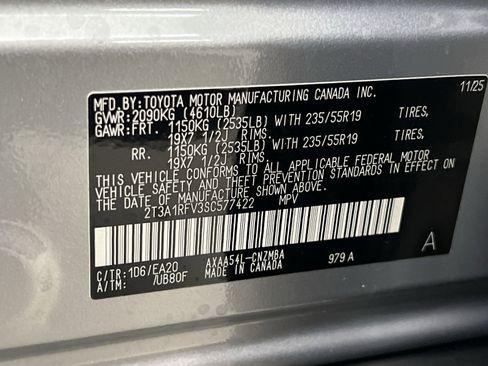 MFD.BY:TOYOTA MOTOR MANUFACTURING CANADA INC. 11/25
GVWR:2090KG (4610LB)
GAWR:FRT. 1150KG (2535LB) WITH 235/55R19 TIRES,
19X7 1/2J RIMS.
RR. 1150KG (2535LB) WITH 235/55R19 TIRES,
19X7 1/2J RIMS.
THIS VEHICLE CONFORMS TO ALL APPLICABLE FEDERAL MOTOR
VEHICLE SAFETY STANDARDS AND THEFT PREVENTION STANDARDS IN EFFECT
ON THE DATE OF MANUFACTURE SHOWN ABOVE.
2T3A1RFV3SC577422 MPV
A
C/TR:1D6/EA20 AXAA54L-CNZMBA 979A
A/TM: /UB80F MADE IN CANADA